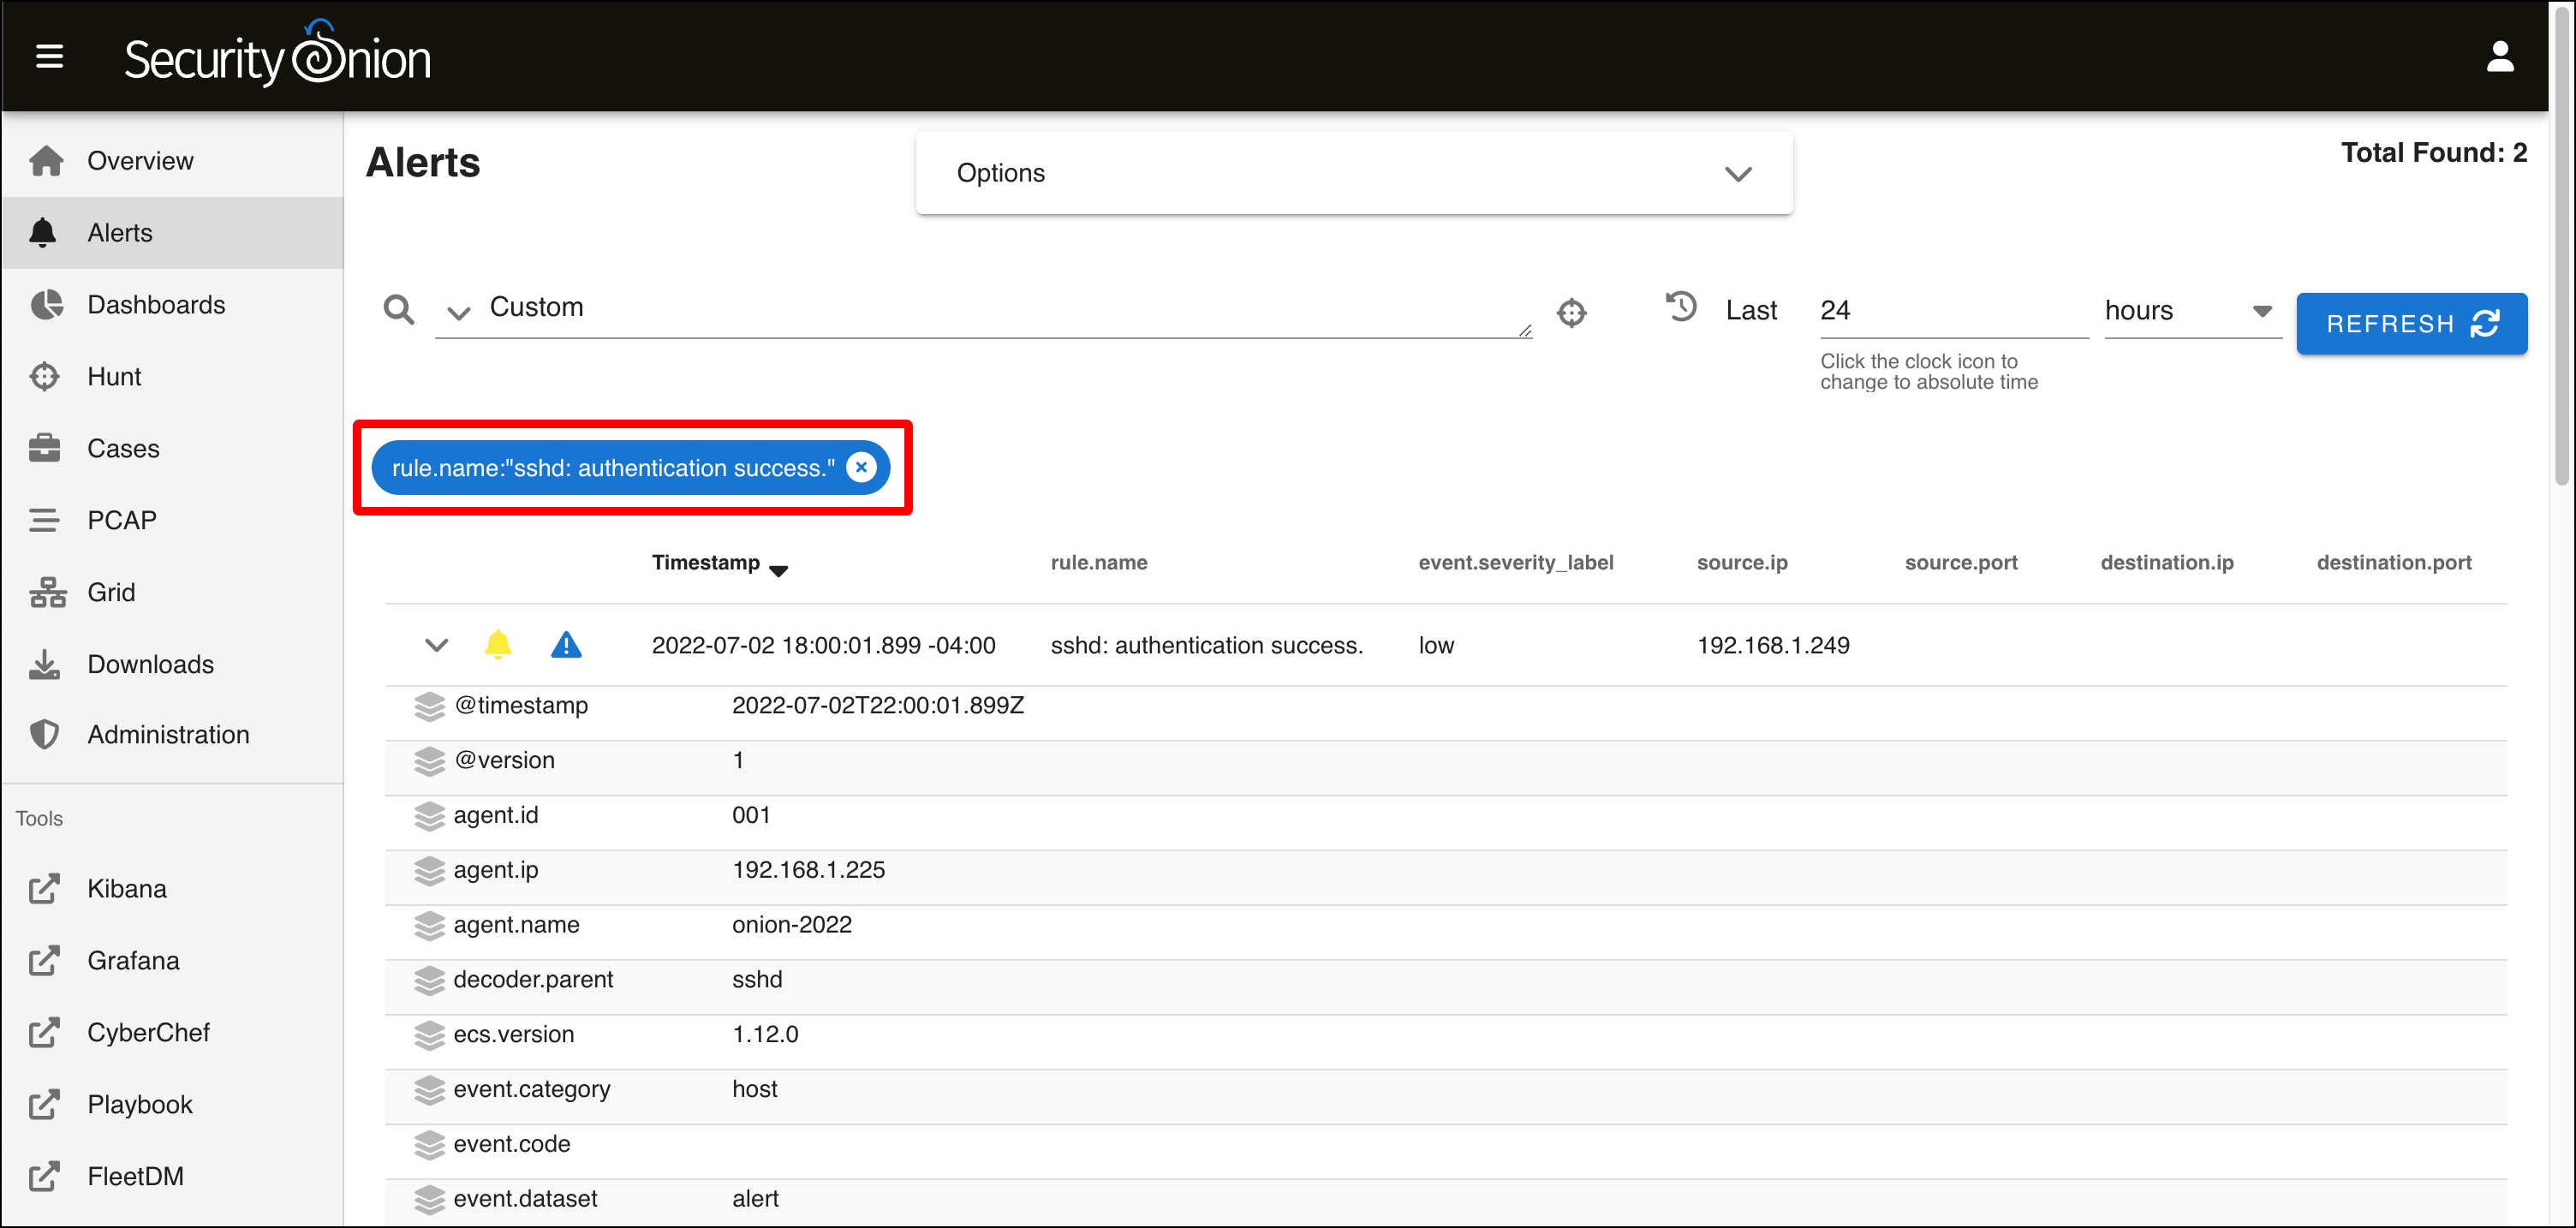 Security Onion
Overview
Alerts
Dashboards
Hunt
Cases
PCAP
Grid
Downloads
Administration
Tools
Kibana
Grafana
CyberChef
Playbook
FleetDM
Alerts
Options
Total Found: 2
Custom
Last 24 hours
REFRESH
Click the clock icon to
change to absolute time
rule.name:"sshd: authentication success."
Timestamp rule.name event.severity_label source.ip source.port destination.ip destination.port
2022-07-02 18:00:01.899 -04:00 sshd: authentication success. low 192.168.1.249
@timestamp 2022-07-02T22:00:01.899Z
@version 1
agent.id 001
agent.ip 192.168.1.225
agent.name onion-2022
decoder.parent sshd
ecs.version 1.12.0
event.category host
event.code
event.dataset alert